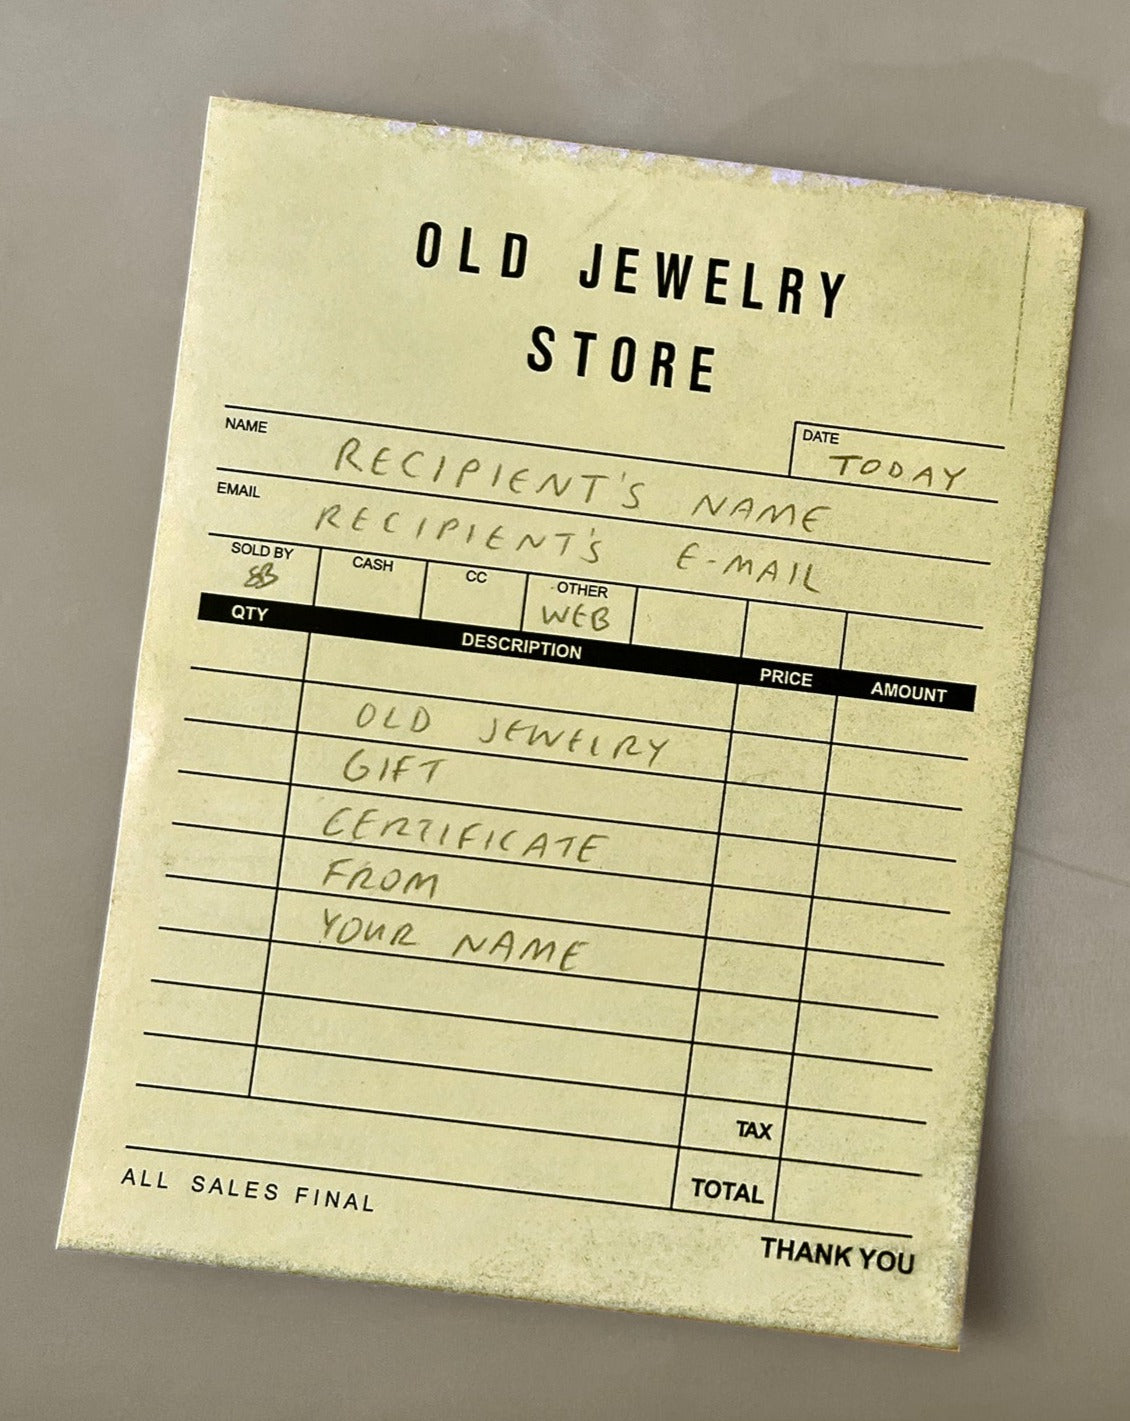 OLD JEWELRY
STORE
NAME RECIPIENT'S NAME
DATE TODAY
EMAIL RECIPIENT'S E-MAIL
SOLD BY CASH CC OTHER
WEB
QTY DESCRIPTION PRICE AMOUNT
OLD JEWELRY
GIFT
CERTIFICATE
FROM
YOUR NAME
TAX
TOTAL
ALL SALES FINAL
THANK YOU